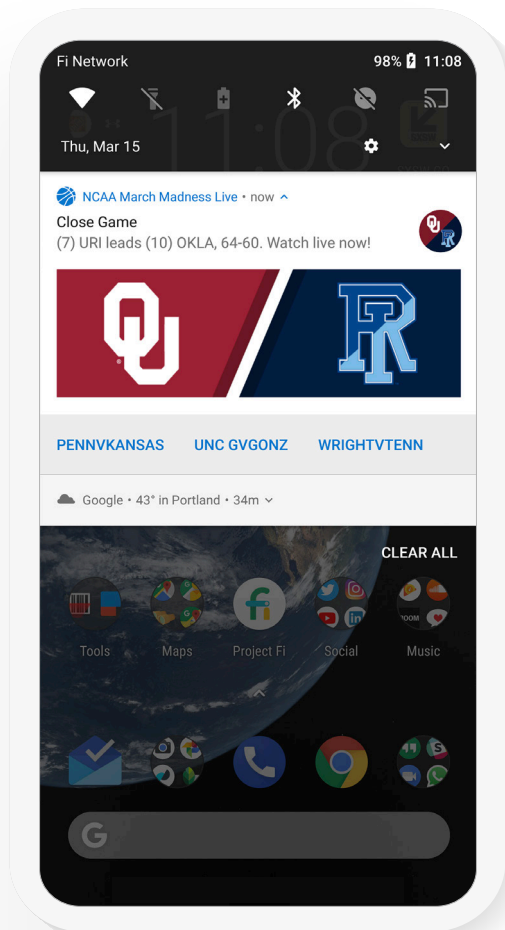 Fi Network 98% 11:08
11:08
Thu, Mar 15
NCAA March Madness Live • now
Close Game
(7) URI leads (10) OKLA, 64-60. Watch live now!
OU R
PENNVKANSAS UNC GVGONZ WRIGHTVTENN
Google • 43° in Portland • 34m
CLEAR ALL
Tools Maps Project Fi Social Music
G